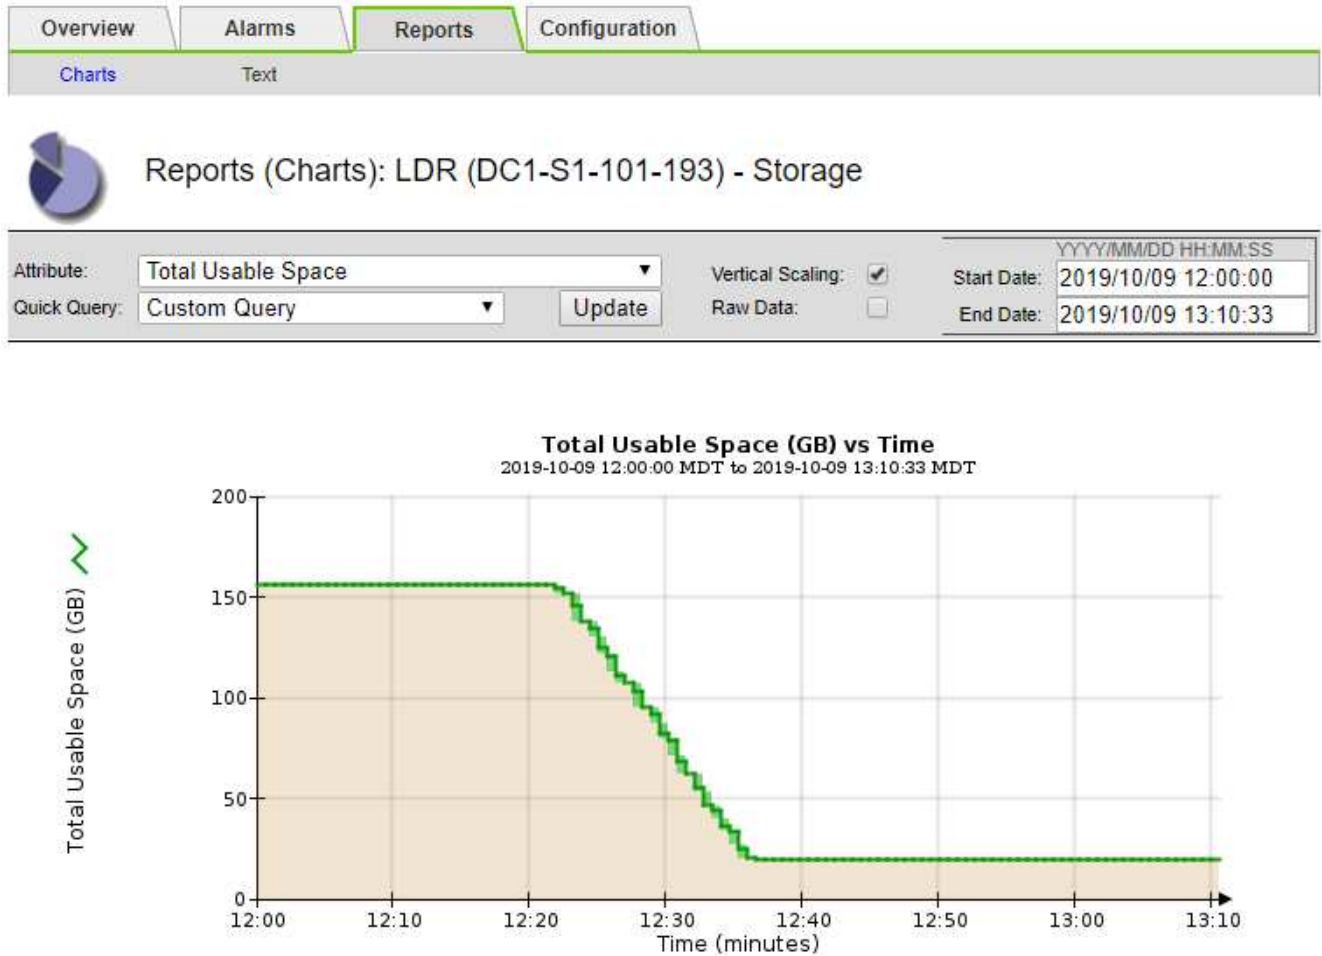 Overview Alarms Reports Configuration
Charts Text
Reports (Charts): LDR (DC1-S1-101-193) - Storage
YYYY/MM/DD HH:MM:SS
Attribute: Total Usable Space Vertical Scaling: Start Date: 2019/10/09 12:00:00
Quick Query: Custom Query Update Raw Data: End Date: 2019/10/09 13:10:33
Total Usable Space (GB) vs Time
2019-10-09 12:00:00 MDT to 2019-10-09 13:10:33 MDT
Total Usable Space (GB)
200
150
100
50
0
12:00 12:10 12:20 12:30 12:40 12:50 13:00 13:10
Time (minutes)